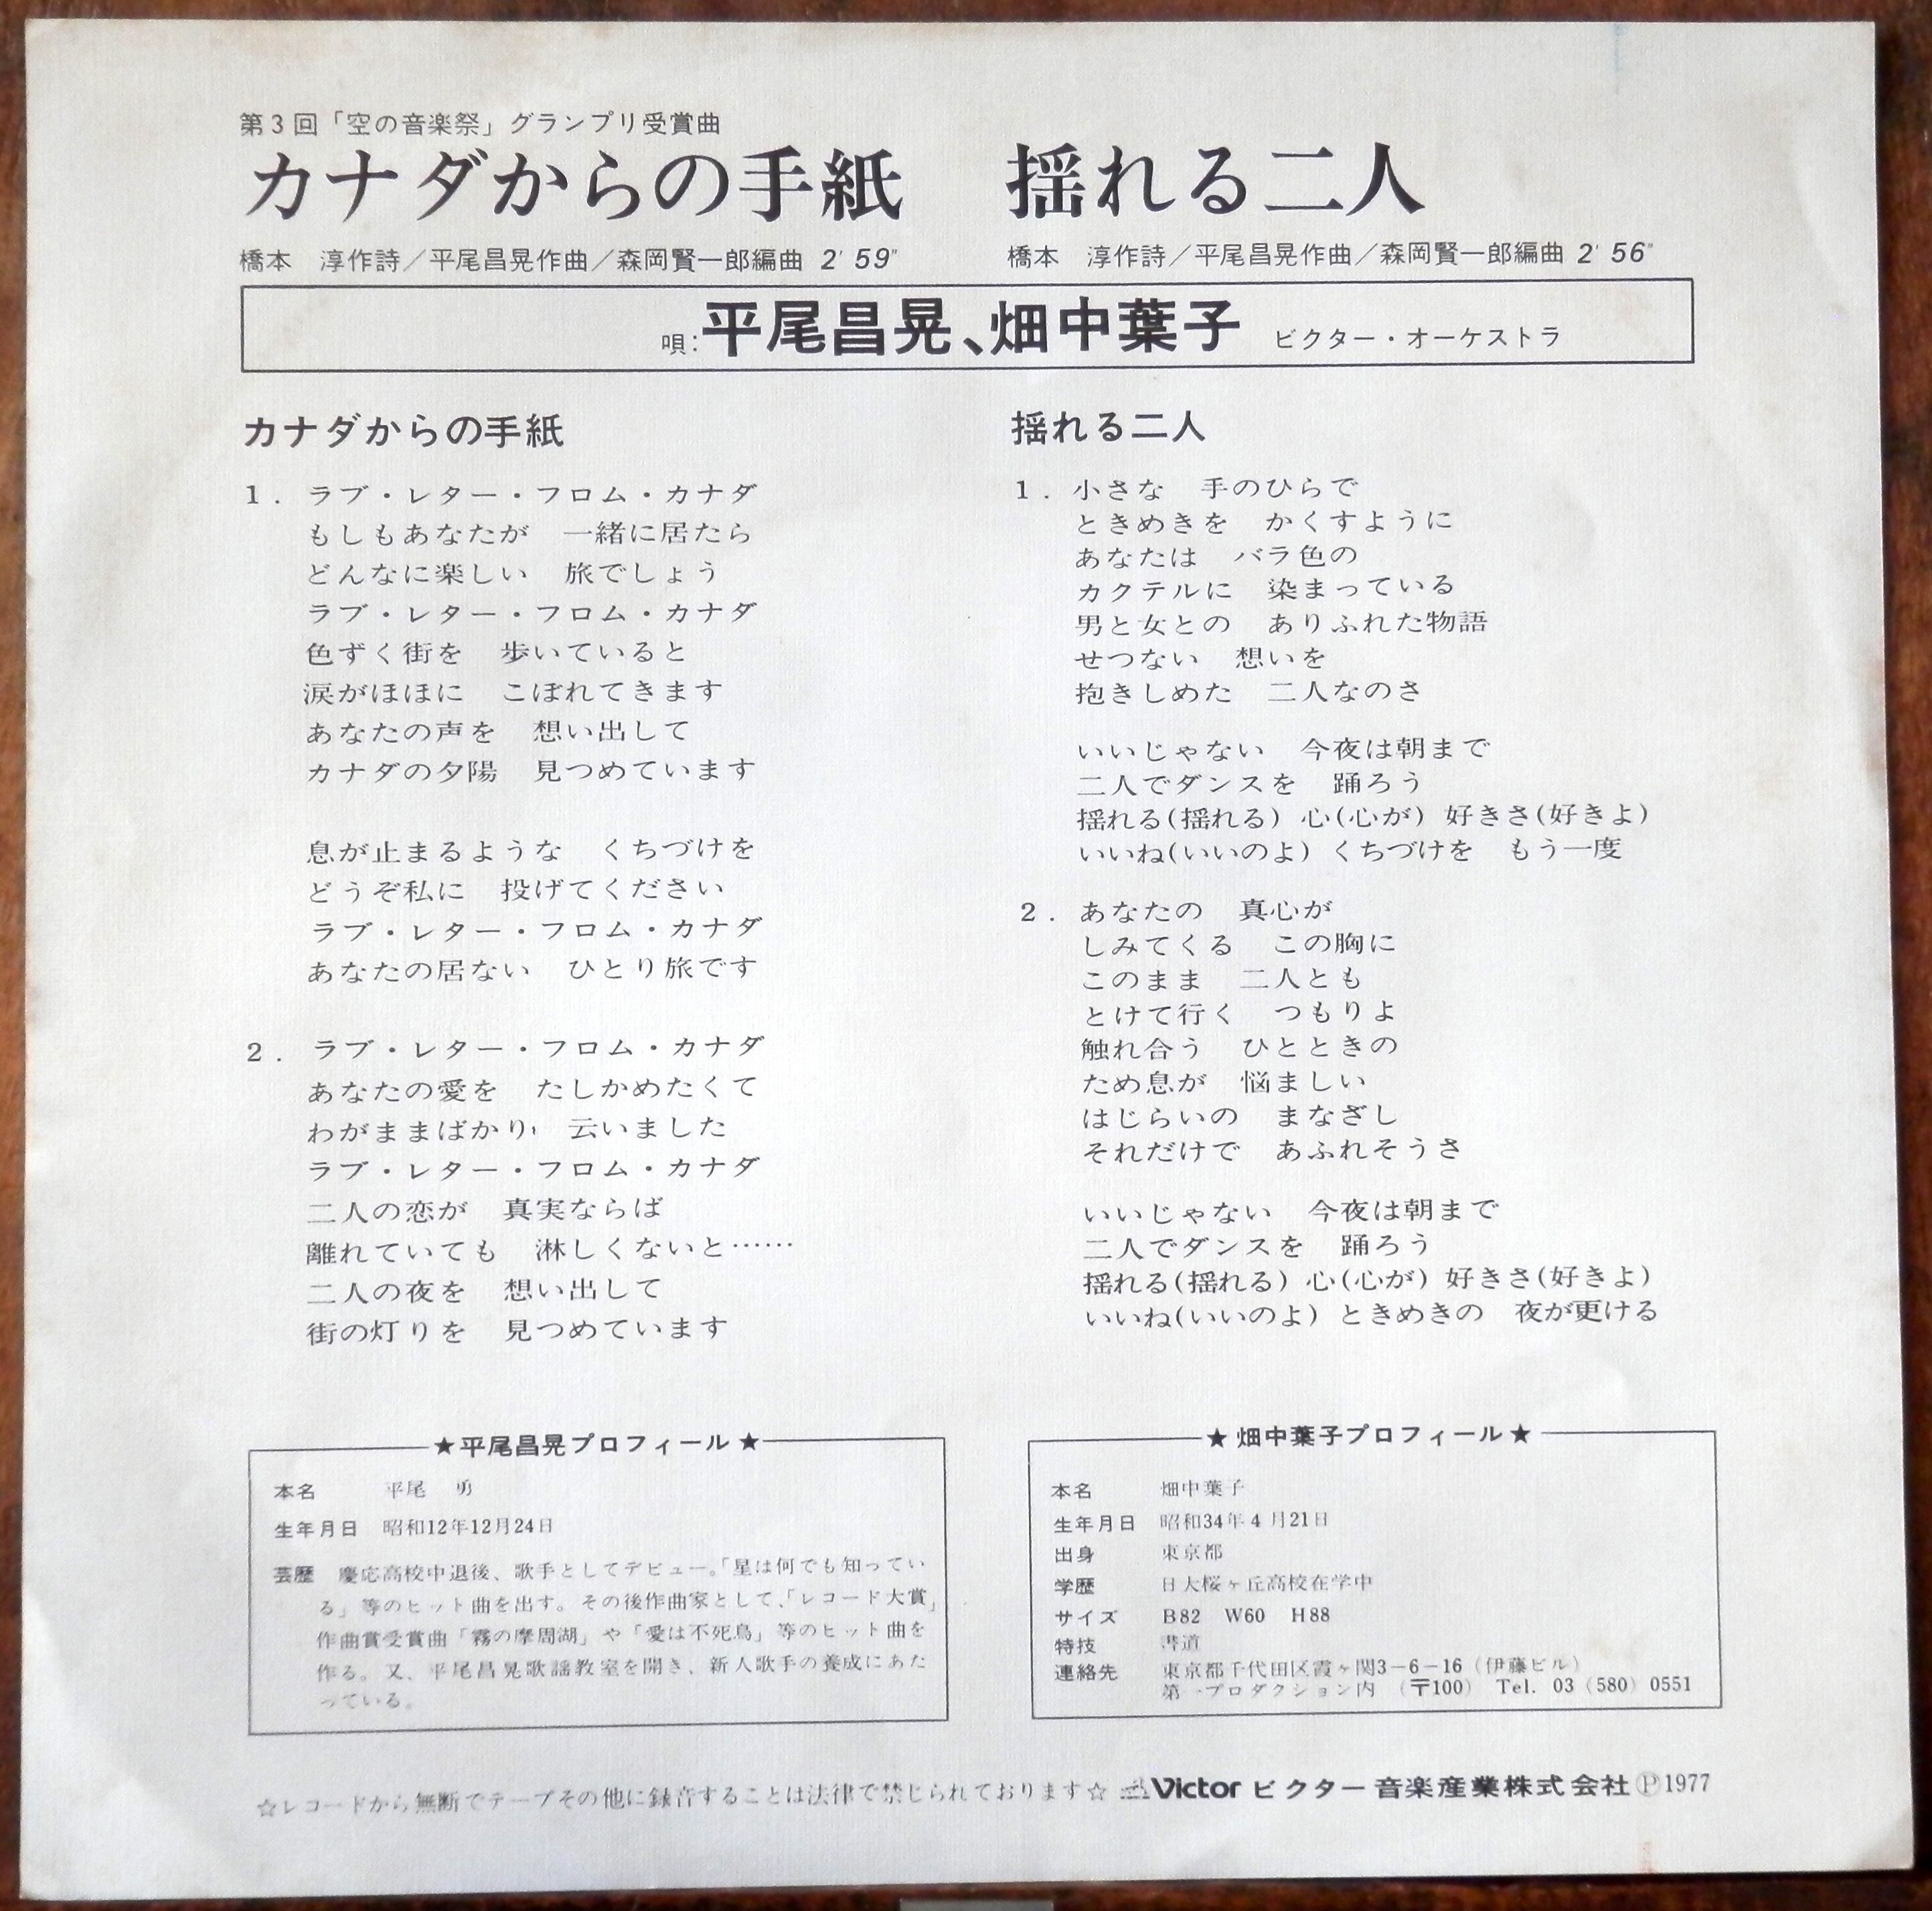 第3回「空の音楽祭」グランプリ受賞曲
カナダからの手紙
橋本　淳作詩／平尾昌晃作曲／森岡賢一郎編曲 2′59″
揺れる二人
橋本　淳作詩／平尾昌晃作曲／森岡賢一郎編曲 2′56″
唄:平尾昌晃、畑中葉子　ビクター・オーケストラ
カナダからの手紙
1. ラブ・レター・フロム・カナダ
もしもあなたが　一緒に居たら
どんなに楽しい　旅でしょう
ラブ・レター・フロム・カナダ
色ずく街を　歩いていると
涙がほほに　こぼれてきます
あなたの声を　想い出して
カナダの夕陽　見つめています
息が止まるような　くちづけを
どうぞ私に　投げてください
ラブ・レター・フロム・カナダ
あなたの居ない　ひとり旅です
2. ラブ・レター・フロム・カナダ
あなたの愛を　たしかめたくて
わがままばかり　云いました
ラブ・レター・フロム・カナダ
二人の恋が　真実ならば
離れていても　淋しくないと……
二人の夜を　想い出して
街の灯りを　見つめています
揺れる二人
1. 小さな　手のひらで
ときめきを　かくすように
あなたは　バラ色の
カクテルに　染まっている
男と女との　ありふれた物語
せつない　想いを
抱きしめた　二人なのさ
いいじゃない　今夜は朝まで
二人でダンスを　踊ろう
揺れる(揺れる) 心(心が) 好きさ(好きよ)
いいね(いいのよ) くちづけを　もう一度
2. あなたの　真心が
しみてくる　この胸に
このまま　二人とも
とけて行く　つもりよ
触れ合う　ひとときの
ため息が　悩ましい
はじらいの　まなざし
それだけで　あふれそうさ
いいじゃない　今夜は朝まで
二人でダンスを　踊ろう
揺れる(揺れる) 心(心が) 好きさ(好きよ)
いいね(いいのよ) ときめきの　夜が更ける
★平尾昌晃プロフィール★
本名　平尾　勇
生年月日　昭和12年12月24日
芸歴　慶応高校中退後、歌手としてデビュー。「星は何でも知ってい
る」等のヒット曲を出す。その後作曲家として、「レコード大賞」
作曲賞受賞曲「霧の摩周湖」や「愛は不死鳥」等のヒット曲を
作る。又、平尾昌晃歌謡教室を開き、新人歌手の養成にあた
っている。
★畑中葉子プロフィール★
本名　畑中葉子
生年月日　昭和34年4月21日
出身　東京都
学歴　日大桜ヶ丘高校在学中
サイズ　B82　W60　H88
特技　書道
連絡先　東京都千代田区霞ヶ関3-6-16（伊藤ビル）
第一プロダクション内（〒100）Tel. 03（580）0551
☆レコードから無断でテープその他に録音することは法律で禁じられております☆ Victor ビクター音楽産業株式会社Ⓟ1977